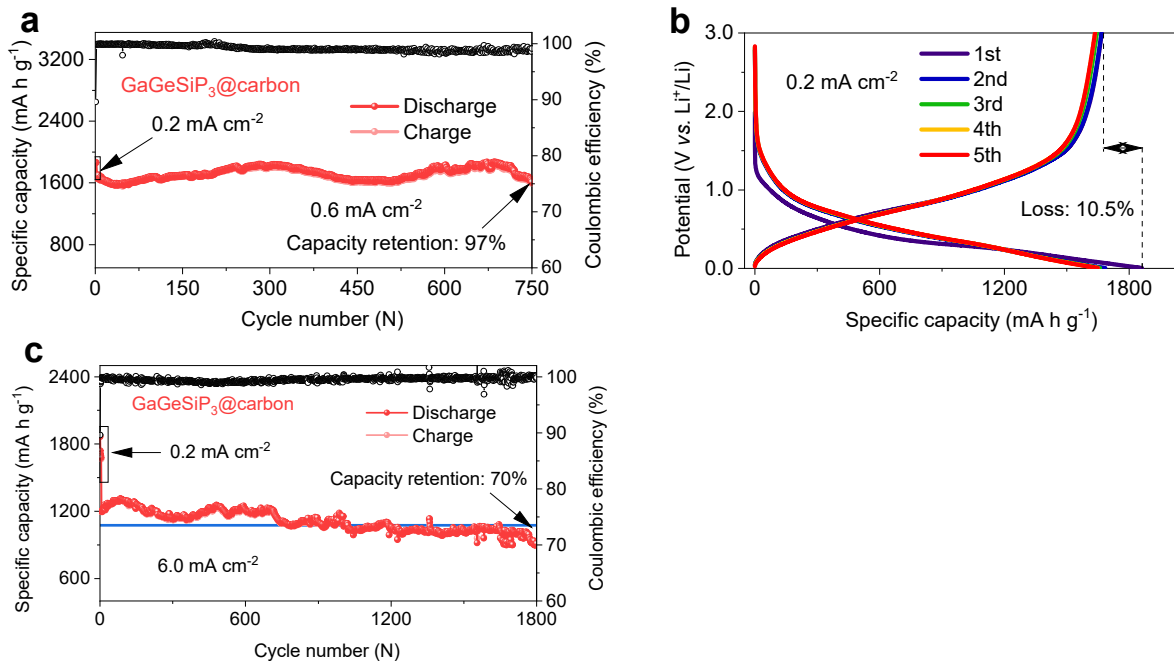 a
3200
2400
1600
800
Specific capacity (mA h g⁻¹)
GaGeSiP₃@carbon
0.2 mA cm⁻²
Discharge
Charge
0.6 mA cm⁻²
Capacity retention: 97%
100
90
80
75
60
Coulombic efficiency (%)
0
150
300
450
600
750
Cycle number (N)
b
3.0
2.0
1.0
0.0
Potential (V vs. Li⁺/Li)
0.2 mA cm⁻²
1st
2nd
3rd
4th
5th
Loss: 10.5%
0
600
1200
1800
Specific capacity (mA h g⁻¹)
c
2400
1800
1200
600
Specific capacity (mA h g⁻¹)
GaGeSiP₃@carbon
0.2 mA cm⁻²
Discharge
Charge
Capacity retention: 70%
6.0 mA cm⁻²
100
90
80
70
60
Coulombic efficiency (%)
0
600
1200
1800
Cycle number (N)